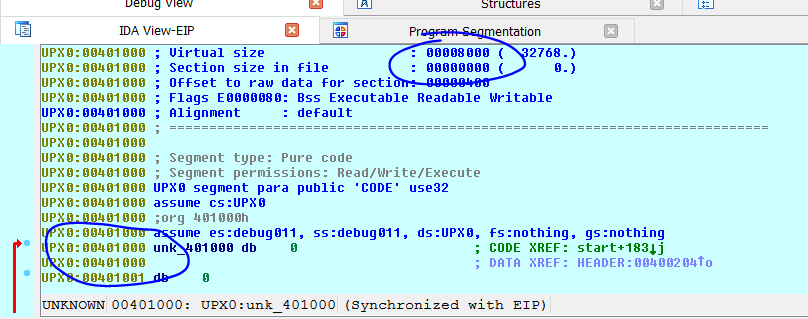 Debug View Structures
IDA View-EIP Program Segmentation
UPX0:00401000 ; Virtual size : 00008000 ( 32768.)
UPX0:00401000 ; Section size in file : 00000000 ( 0.)
UPX0:00401000 ; Offset to raw data for section: 00000400
UPX0:00401000 ; Flags E0000080: Bss Executable Readable Writable
UPX0:00401000 ; Alignment : default
UPX0:00401000 ; ===========================================================================
UPX0:00401000
UPX0:00401000 ; Segment type: Pure code
UPX0:00401000 ; Segment permissions: Read/Write/Execute
UPX0:00401000 UPX0 segment para public 'CODE' use32
UPX0:00401000 assume cs:UPX0
UPX0:00401000 ;org 401000h
UPX0:00401000 assume es:debug011, ss:debug011, ds:UPX0, fs:nothing, gs:nothing
UPX0:00401000 unk_401000 db 0 ; CODE XREF: start+183↓j
UPX0:00401000 ; DATA XREF: HEADER:00400204↑o
UPX0:00401001 db 0
UNKNOWN 00401000: UPX0:unk_401000 (Synchronized with EIP)